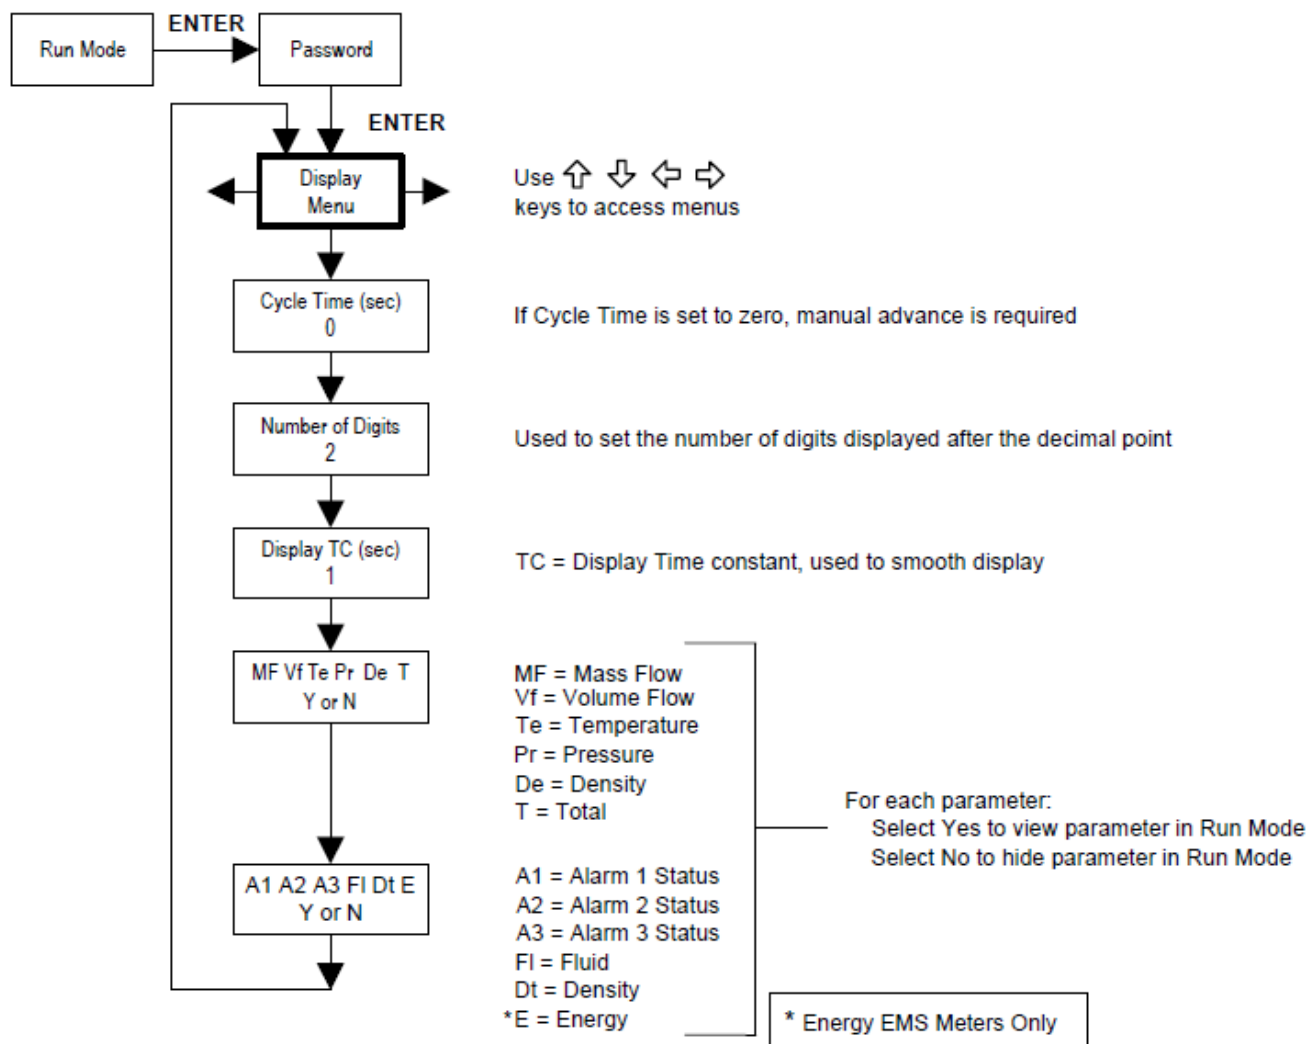 ENTER
Run Mode
Password
ENTER
Display
Menu
Use
keys to access menus
Cycle Time (sec)
0
If Cycle Time is set to zero, manual advance is required
Number of Digits
2
Used to set the number of digits displayed after the decimal point
Display TC (sec)
1
TC = Display Time constant, used to smooth display
MF Vf Te Pr De T
Y or N
MF = Mass Flow
Vf = Volume Flow
Te = Temperature
Pr = Pressure
De = Density
T = Total
For each parameter:
Select Yes to view parameter in Run Mode
Select No to hide parameter in Run Mode
A1 A2 A3 Fl Dt E
Y or N
A1 = Alarm 1 Status
A2 = Alarm 2 Status
A3 = Alarm 3 Status
Fl = Fluid
Dt = Density
*E = Energy
* Energy EMS Meters Only